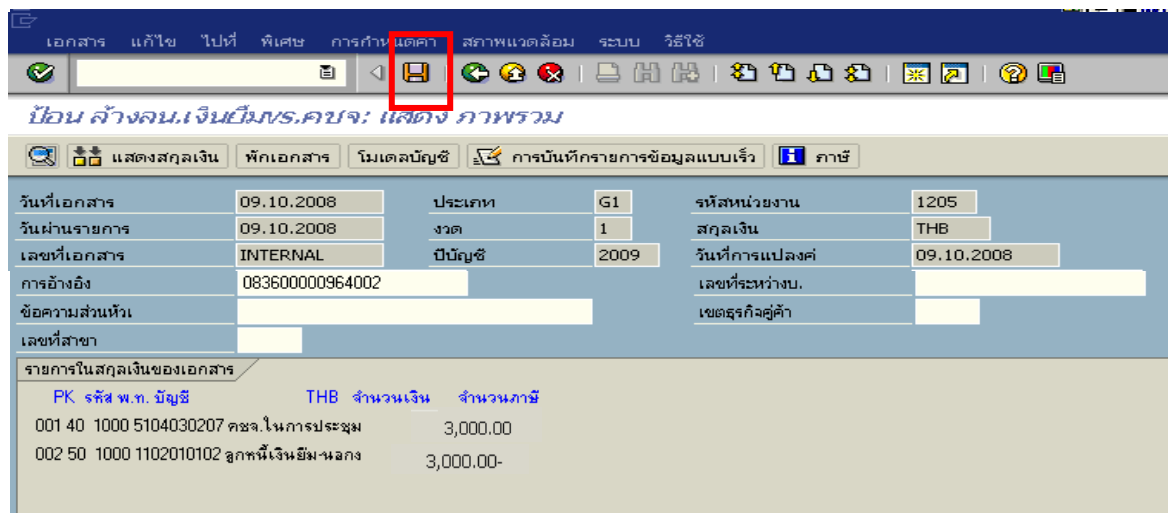 เอกสาร แก้ไข ไปที่ พิเศษ การกำหนดค่า สภาพแวดล้อม ระบบ วิธีใช้
ป้อน ล้างลน.เงินยืมvs.คชจ: แสดง ภาพรวม
แสดงสกุลเงิน พักเอกสาร โมเดลบัญชี การบันทึกรายการข้อมูลแบบเร็ว ภาษี
วันที่เอกสาร 09.10.2008 ประเภท G1 รหัสหน่วยงาน 1205
วันผ่านรายการ 09.10.2008 งวด 1 สกุลเงิน THB
เลขที่เอกสาร INTERNAL ปีบัญชี 2009 วันที่การแปลงค่ 09.10.2008
การอ้างอิง 083600000964002 เลขที่ระหว่างบ.
ข้อความส่วนหัวเ เขตธุรกิจคู่ค้า
เลขที่สาขา
รายการในสกุลเงินของเอกสาร
PK รหัส พ.ท. บัญชี THB จำนวนเงิน จำนวนภาษี
001 40 1000 5104030207 คชจ.ในการประชุม 3,000.00
002 50 1000 1102010102 ลูกหนี้เงินยืม-นอกง 3,000.00-